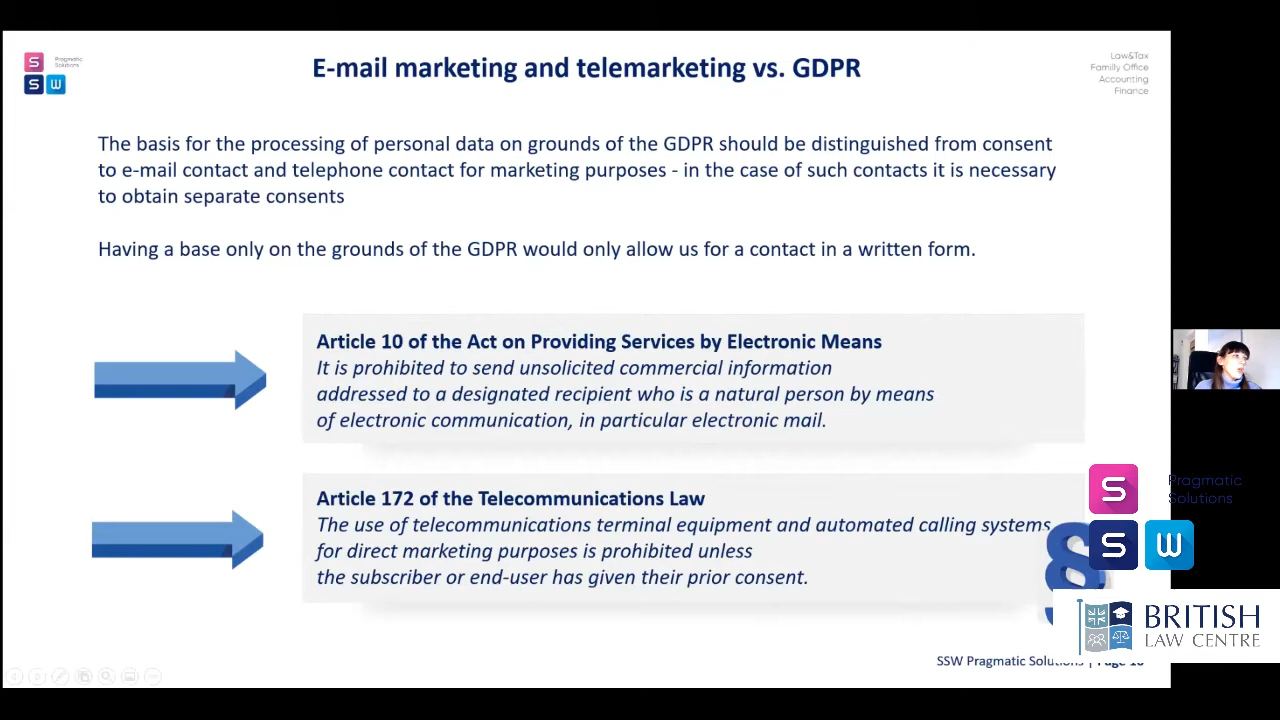 S Pragmatic
Solutions
S W
E-mail marketing and telemarketing vs. GDPR
Law&Tax
Familly Office
Accounting
Finance
The basis for the processing of personal data on grounds of the GDPR should be distinguished from consent
to e-mail contact and telephone contact for marketing purposes - in the case of such contacts it is necessary
to obtain separate consents
Having a base only on the grounds of the GDPR would only allow us for a contact in a written form.
Article 10 of the Act on Providing Services by Electronic Means
It is prohibited to send unsolicited commercial information
addressed to a designated recipient who is a natural person by means
of electronic communication, in particular electronic mail.
Article 172 of the Telecommunications Law
The use of telecommunications terminal equipment and automated calling systems
for direct marketing purposes is prohibited unless
the subscriber or end-user has given their prior consent.
§
S Pragmatic
Solutions
S W
BRITISH
LAW CENTRE
SSW Pragmatic Solutions | Page